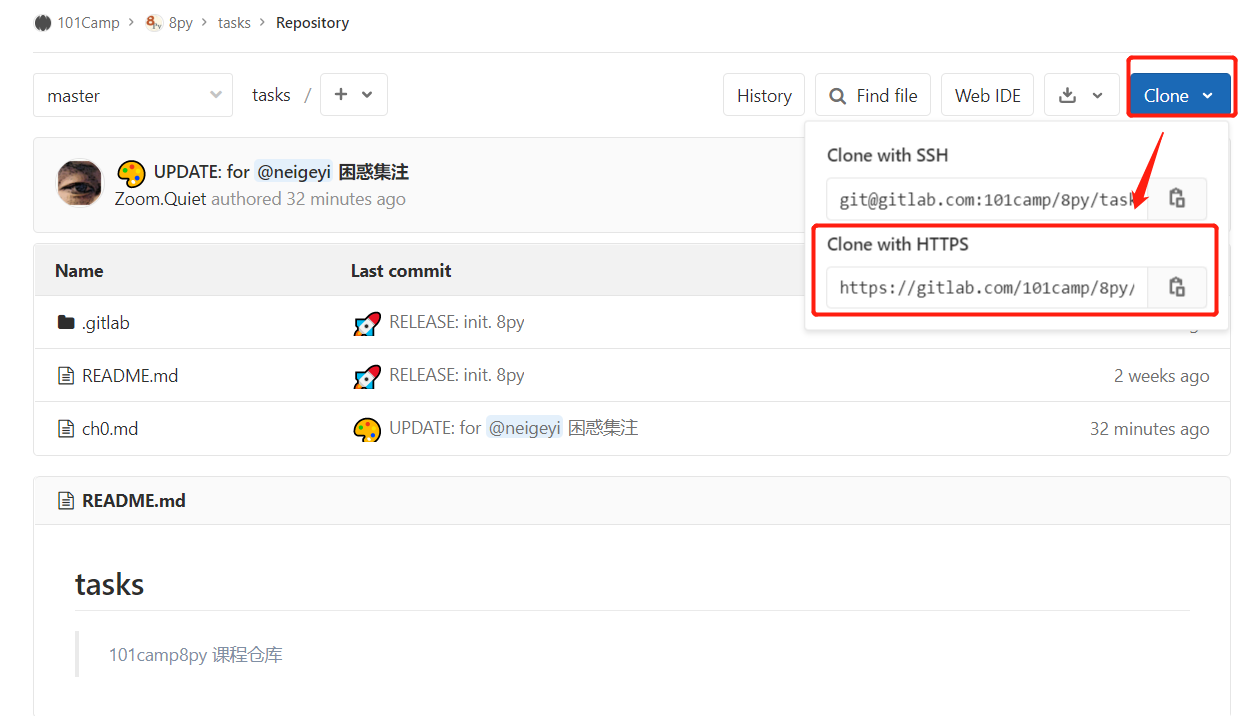 101Camp > 8py > tasks > Repository
master tasks / + History Find file Web IDE Clone
UPDATE: for @neigeyi 困惑集注
Zoom.Quiet authored 32 minutes ago
Clone with SSH
git@gitlab.com:101camp/8py/task
Clone with HTTPS
https://gitlab.com/101camp/8py/
Name Last commit
.gitlab RELEASE: init. 8py
README.md RELEASE: init. 8py 2 weeks ago
ch0.md UPDATE: for @neigeyi 困惑集注 32 minutes ago
README.md
tasks
101camp8py 课程仓库